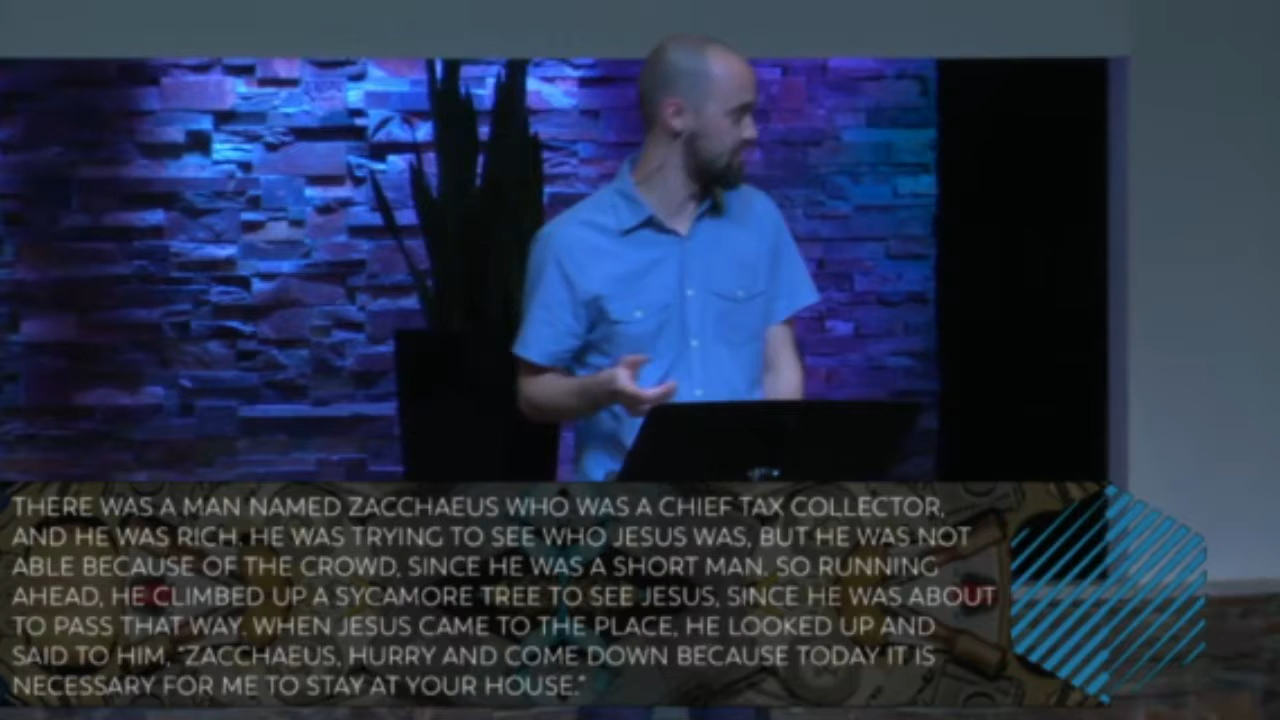 THERE WAS A MAN NAMED ZACCHAEUS WHO WAS A CHIEF TAX COLLECTOR,
AND HE WAS RICH. HE WAS TRYING TO SEE WHO JESUS WAS, BUT HE WAS NOT
ABLE BECAUSE OF THE CROWD, SINCE HE WAS A SHORT MAN. SO RUNNING
AHEAD, HE CLIMBED UP A SYCAMORE TREE TO SEE JESUS, SINCE HE WAS ABOUT
TO PASS THAT WAY. WHEN JESUS CAME TO THE PLACE, HE LOOKED UP AND
SAID TO HIM, "ZACCHAEUS, HURRY AND COME DOWN BECAUSE TODAY IT IS
NECESSARY FOR ME TO STAY AT YOUR HOUSE."